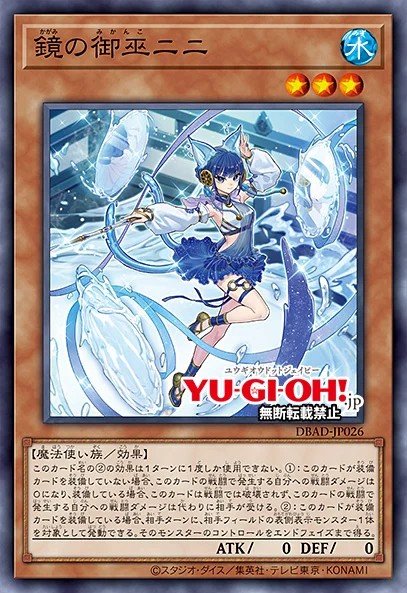 鏡の御巫ニニ
水
ユウギオウドットジェイピー
YU-GI-OH!.jp
無断転載禁止
DBAD-JP026
【魔法使い族／効果】
このカード名の②の効果は１ターンに１度しか使用できない。①：このカードが装備
カードを装備していない場合、このカードの戦闘で発生する自分への戦闘ダメージは
０になり、装備している場合、このカードは戦闘では破壊されず、このカードの戦闘で
発生する自分への戦闘ダメージは代わりに相手が受ける。②：このカードが装備
カードを装備している場合、相手ターンに、相手フィールドの表側表示モンスター１体
を対象として発動できる。そのモンスターのコントロールをエンドフェイズまで得る。
ATK/ 0 DEF/ 0
©スタジオ・ダイス／集英社・テレビ東京・KONAMI